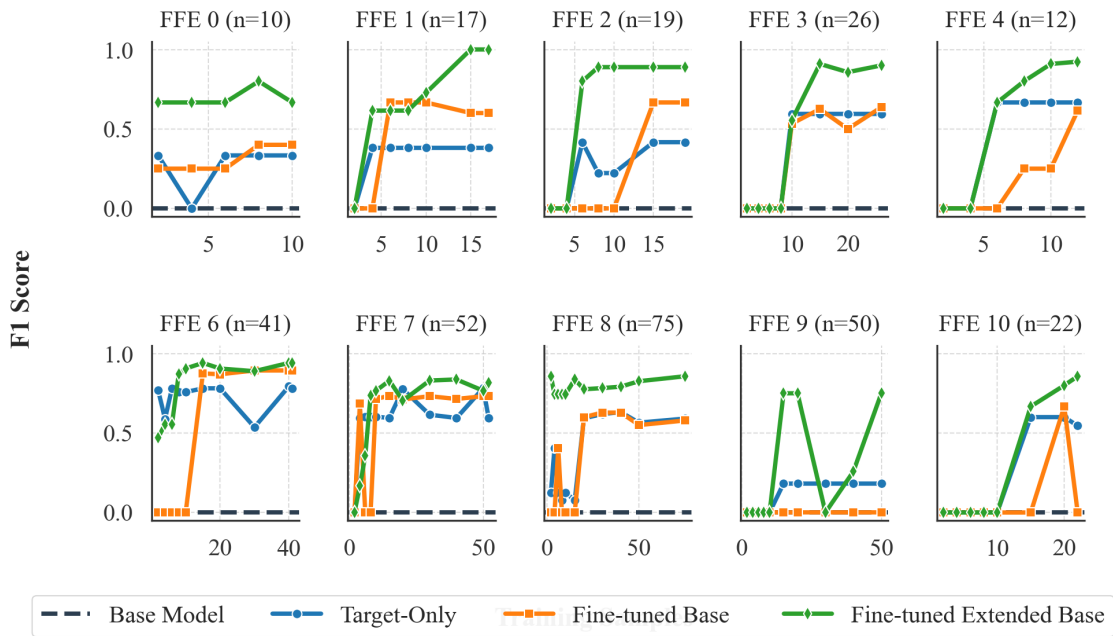 FFE 0 (n=10) FFE 1 (n=17) FFE 2 (n=19) FFE 3 (n=26) FFE 4 (n=12)
1.0
0.5
0.0
5 10 5 10 15 5 10 15 10 20 5 10
F1 Score
FFE 6 (n=41) FFE 7 (n=52) FFE 8 (n=75) FFE 9 (n=50) FFE 10 (n=22)
1.0
0.5
0.0
20 40 0 50 0 50 0 50 10 20
Base Model Target-Only Fine-tuned Base Fine-tuned Extended Base